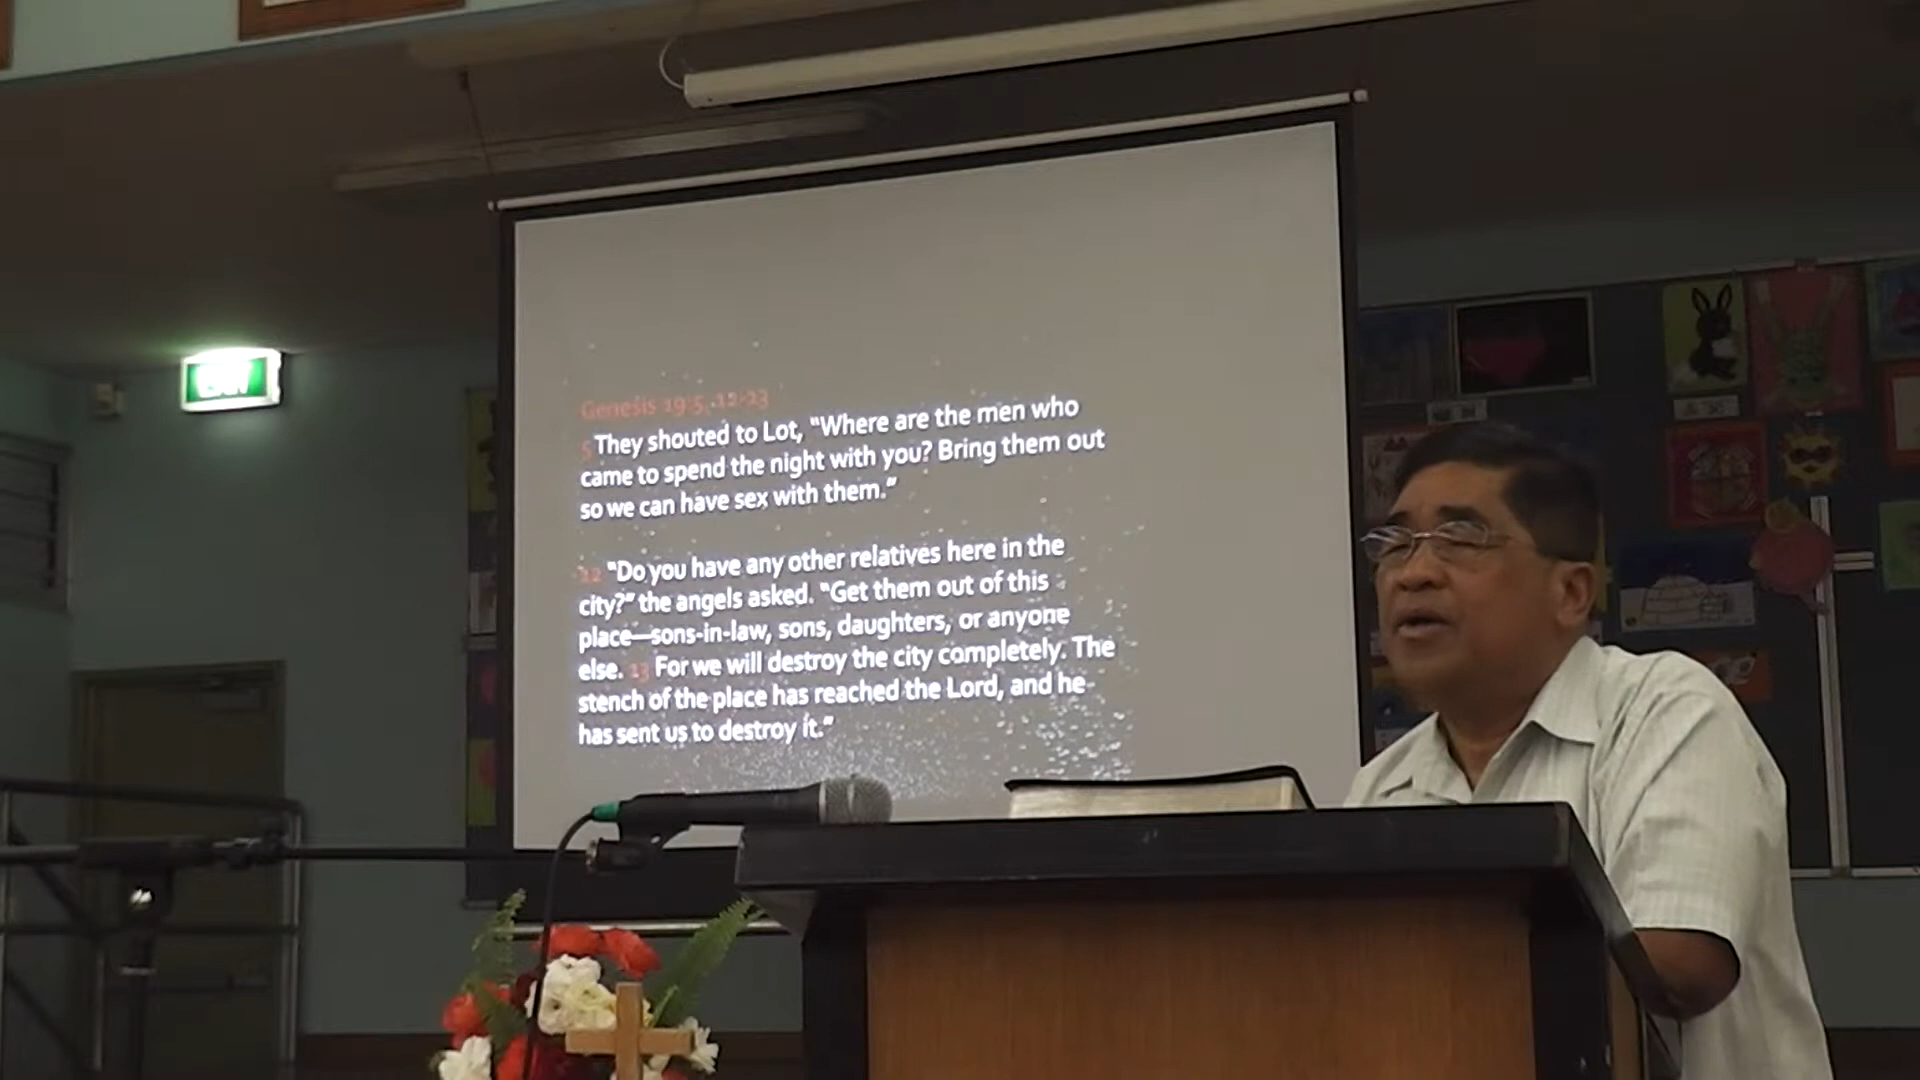 EXIT
Genesis 19:5, 12-13
5 They shouted to Lot, “Where are the men who
came to spend the night with you? Bring them out
so we can have sex with them.”
12 “Do you have any other relatives here in the
city?” the angels asked. “Get them out of this
place—sons-in-law, sons, daughters, or anyone
else. 13 For we will destroy the city completely. The
stench of the place has reached the Lord, and he
has sent us to destroy it.”